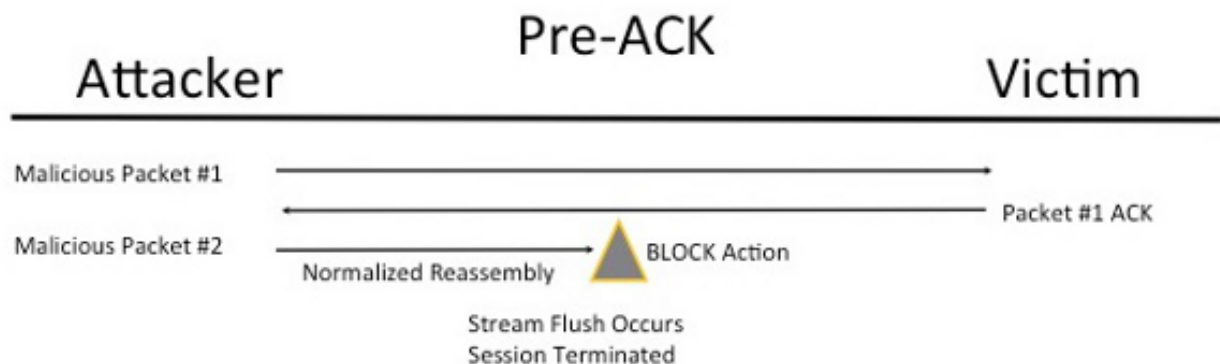 Pre-ACK
Attacker
Victim
Malicious Packet #1
Packet #1 ACK
Malicious Packet #2
BLOCK Action
Normalized Reassembly
Stream Flush Occurs
Session Terminated